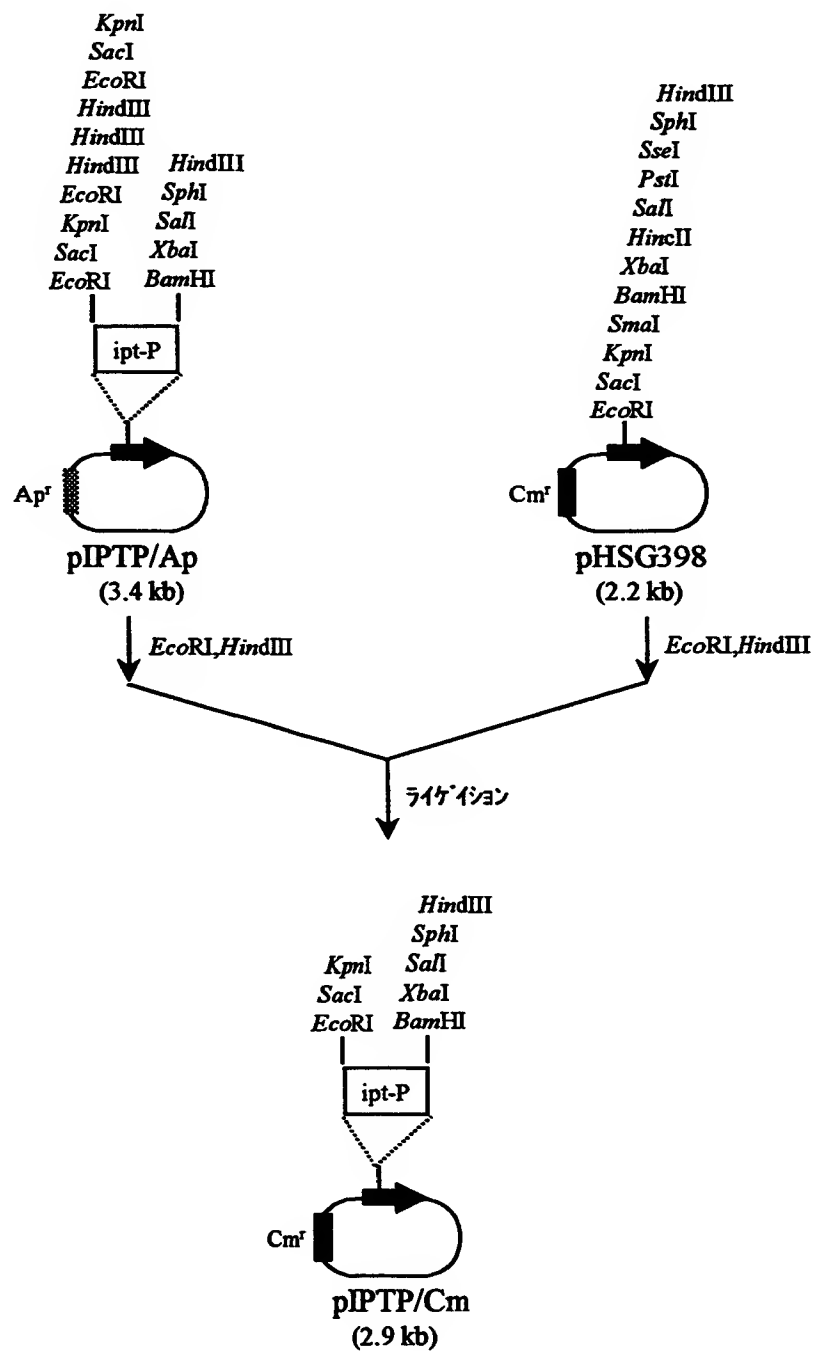 KpnI
SacI
EcoRI
HindIII
HindIII
HindIII
EcoRI
KpnI
SacI
EcoRI
HindIII
SphI
SalI
XbaI
BamHI
ipt-P
Apʳ
pIPTP/Ap
(3.4 kb)
EcoRI,HindIII
HindIII
SphI
SseI
PstI
SalI
HincII
XbaI
BamHI
SmaI
KpnI
SacI
EcoRI
Cmʳ
pHSG398
(2.2 kb)
EcoRI,HindIII
ライゲイション
KpnI
SacI
EcoRI
HindIII
SphI
SalI
XbaI
BamHI
ipt-P
Cmʳ
pIPTP/Cm
(2.9 kb)